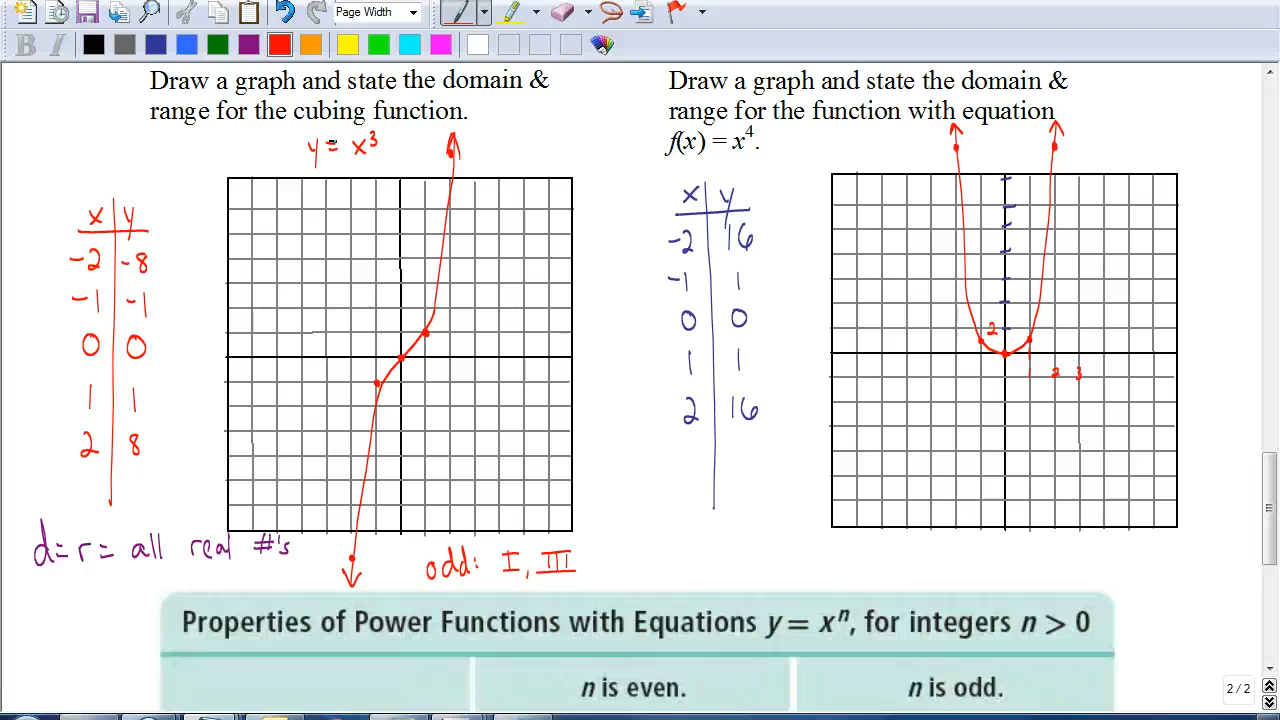 Page Width
B I
Draw a graph and state the domain &
range for the cubing function.
y = x³
x y
-2 -8
-1 -1
0 0
1 1
2 8
d=r= all real #'s
odd: I, III
Draw a graph and state the domain &
range for the function with equation
f(x) = x⁴.
x y
-2 16
-1 1
0 0
1 1
2 16
2
1 2 3
Properties of Power Functions with Equations y = xⁿ, for integers n > 0
n is even. n is odd.
2 / 2